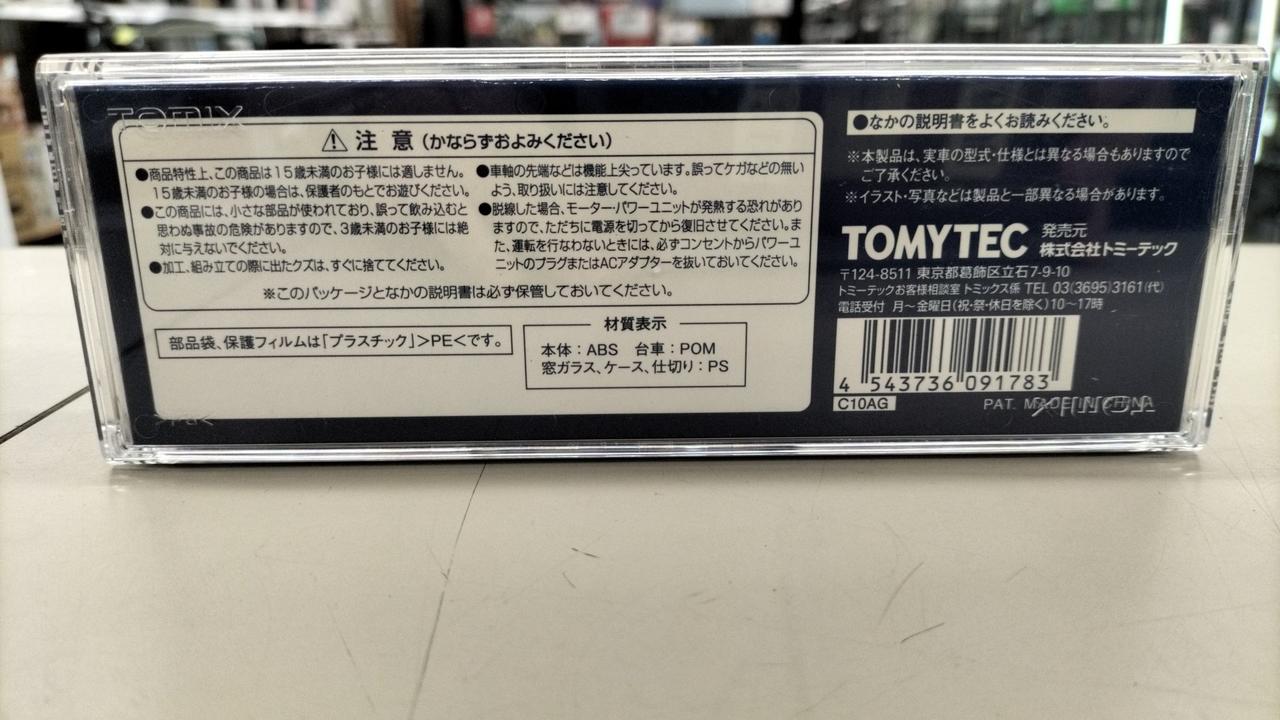 TOMIX
⚠ 注 意 (かならずおよみください)
●商品特性上、この商品は15歳未満のお子様には適しません。
15歳未満のお子様の場合は、保護者のもとでお遊びください。
●この商品には、小さな部品が使われており、誤って飲み込むと
思わぬ事故の危険がありますので、3歳未満のお子様には絶
対に与えないでください。
●加工、組み立ての際に出たクズは、すぐに捨ててください。
●車軸の先端などは機能上尖っています。誤ってケガなどの無い
よう、取り扱いには注意してください。
●脱線した場合、モーター・パワーユニットが発熱する恐れがあり
ますので、ただちに電源を切ってから復旧させてください。ま
た、運転を行なわないときには、必ずコンセントからパワーユ
ニットのプラグまたはACアダプターを抜いておいてください。
※このパッケージとなかの説明書は必ず保管しておいてください。
部品袋、保護フィルムは「プラスチック」>PE<です。
材質表示
本体：ABS 台車：POM
窓ガラス、ケース、仕切り：PS
>PS<
●なかの説明書をよくお読みください。
※本製品は、実車の型式・仕様とは異なる場合もありますので
ご了承ください。
※イラスト・写真などは製品と一部異なる場合があります。
TOMYTEC 発売元
株式会社トミーテック
〒124-8511 東京都葛飾区立石7-9-10
トミーテックお客様相談室 トミックス係 TEL 03(3695)3161(代)
電話受付 月～金曜日(祝・祭・休日を除く)10～17時
4 543736 091783
C10AG
PAT. MADE IN CHINA
TOMIX